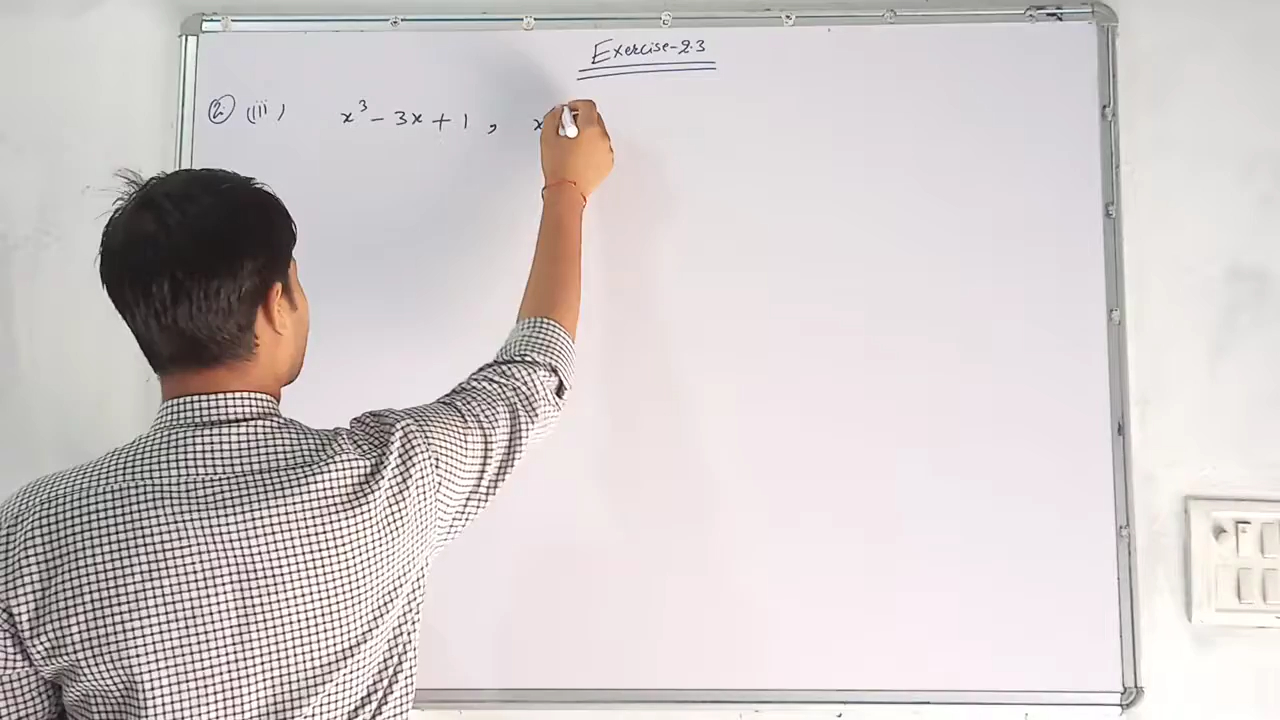 Exercise-2.3
② (iii) x³ - 3x + 1 , x